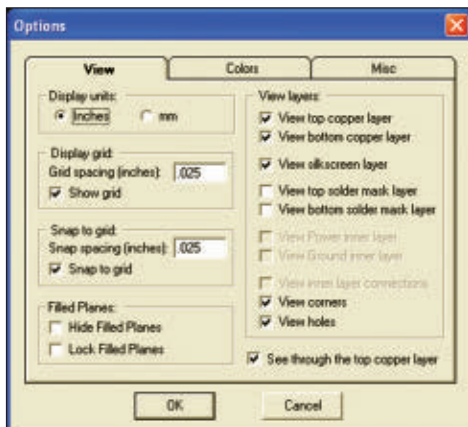 Options
View
Colors
Misc
Display units:
Inches
mm
Display grid:
Grid spacing (inches):
.025
Show grid
Snap to grid:
Snap spacing (inches):
.025
Snap to grid
Filled Planes:
Hide Filled Planes
Lock Filled Planes
View layers:
View top copper layer
View bottom copper layer
View silkscreen layer
View top solder mask layer
View bottom solder mask layer
View Power inner layer
View Ground inner layer
View inner layer connections
View corners
View holes
See through the top copper layer
OK
Cancel